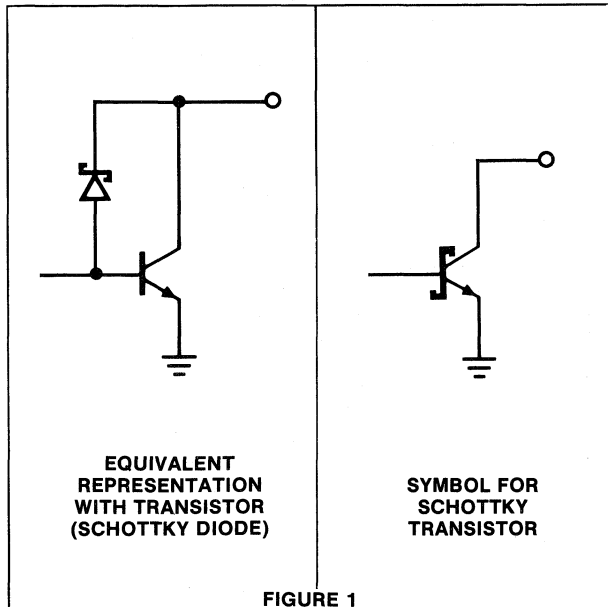 EQUIVALENT
REPRESENTATION
WITH TRANSISTOR
(SCHOTTKY DIODE)
SYMBOL FOR
SCHOTTKY
TRANSISTOR
FIGURE 1